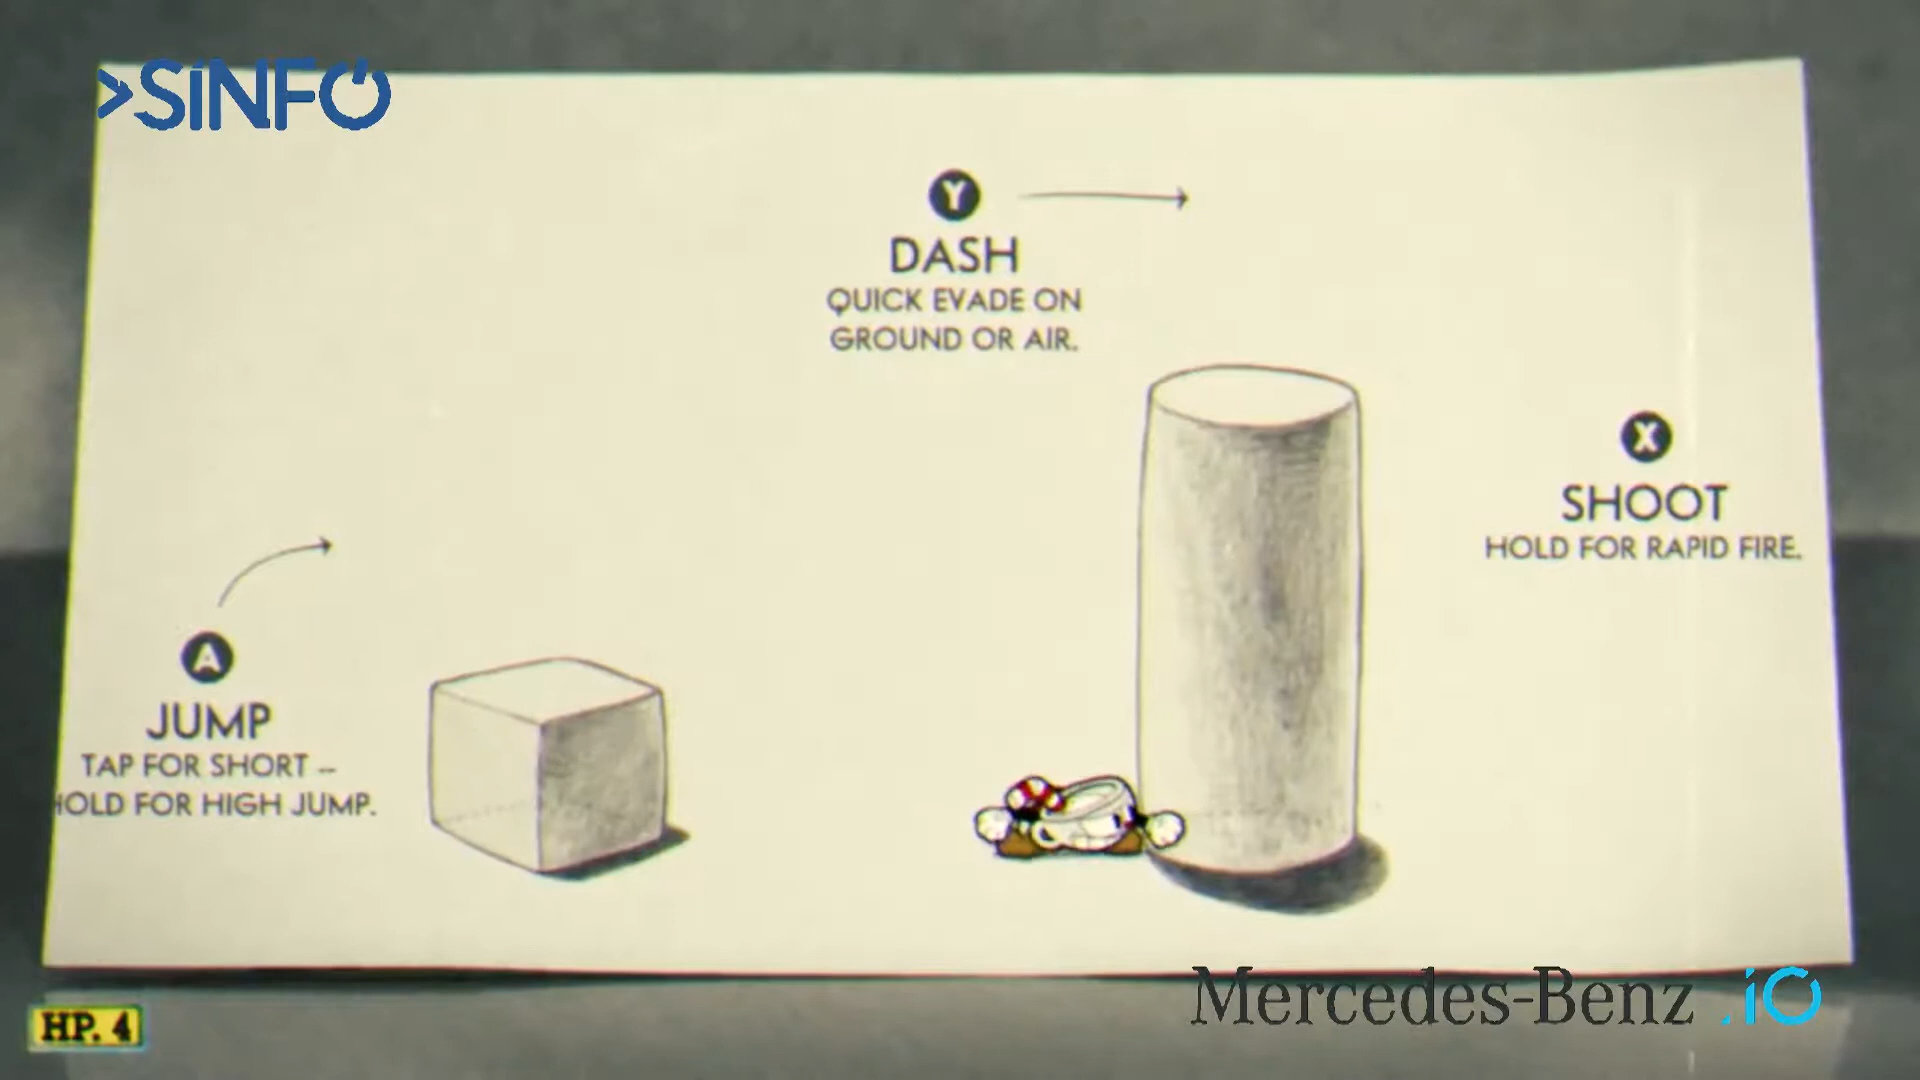 >SINFO
Y
DASH
QUICK EVADE ON
GROUND OR AIR.
X
SHOOT
HOLD FOR RAPID FIRE.
A
JUMP
TAP FOR SHORT –
HOLD FOR HIGH JUMP.
Mercedes-Benz .io
HP. 4